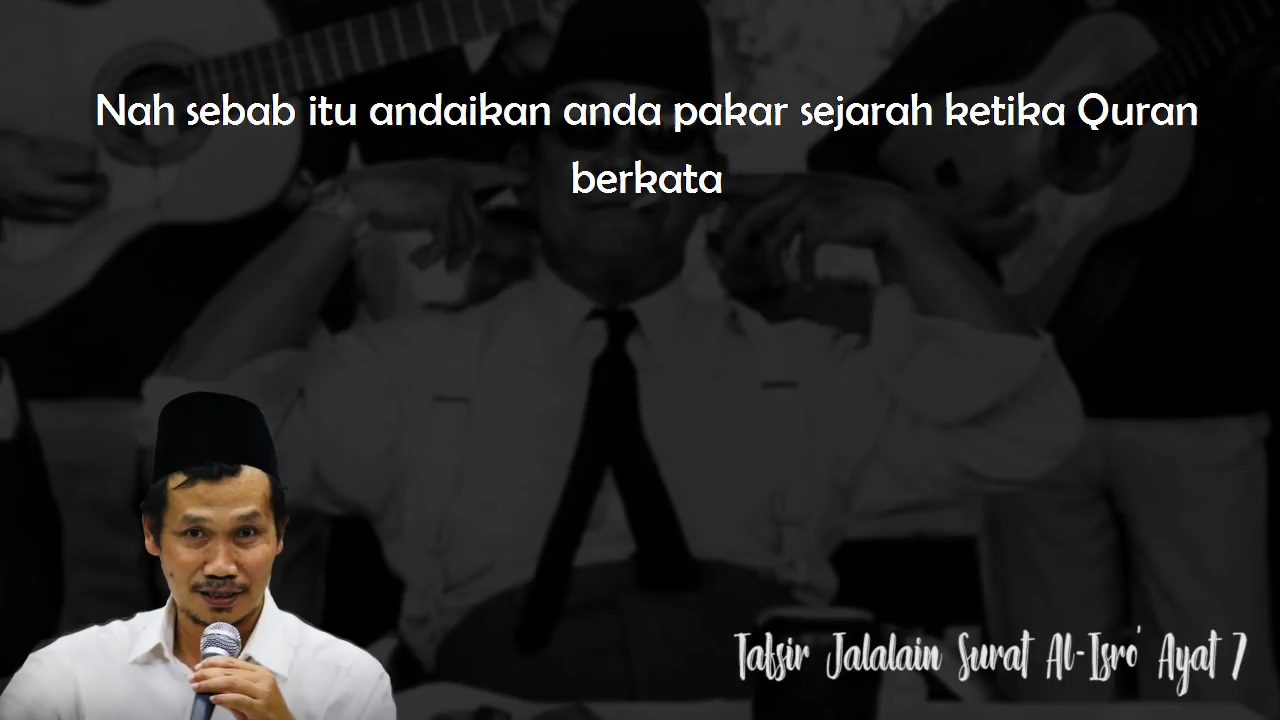 Nah sebab itu andaikan anda pakar sejarah ketika Quran
berkata
Tafsir Jalalain Surat Al-Isro' Ayat 7